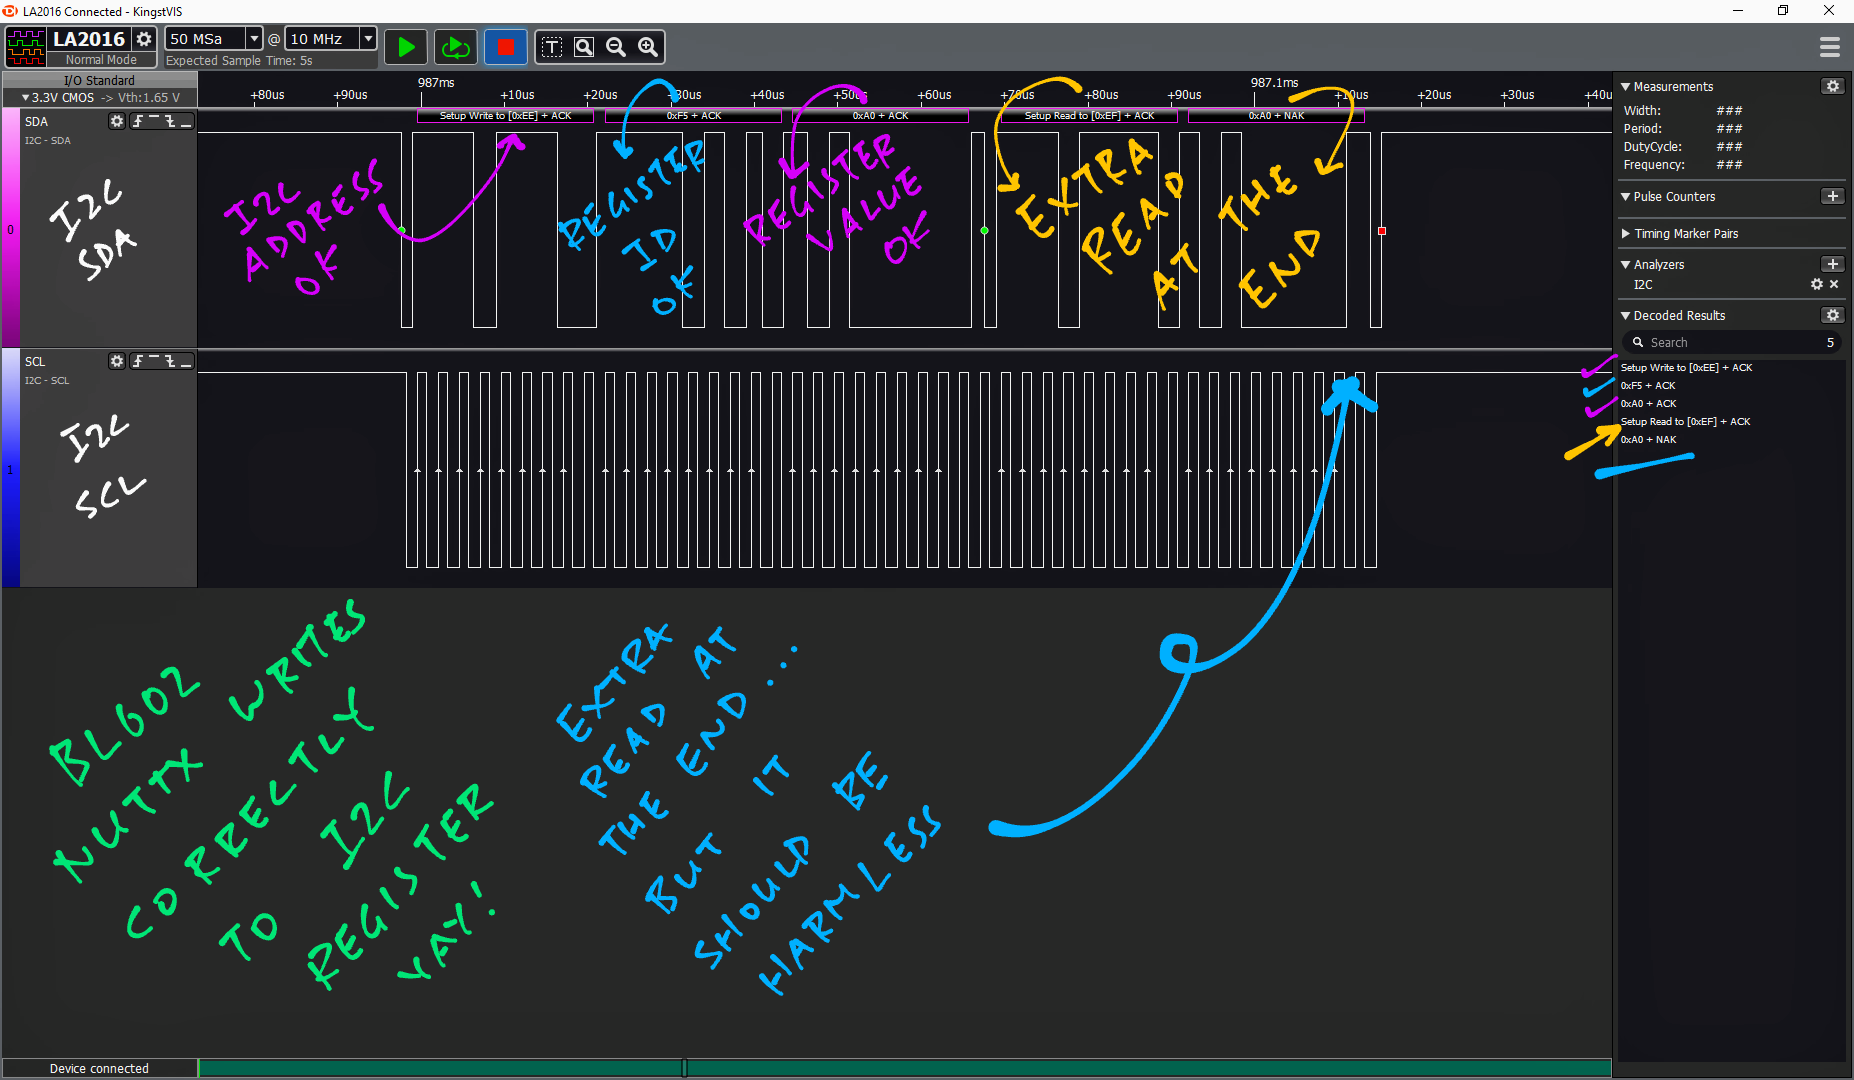 LA2016 Connected - KingstVIS
LA2016
Normal Mode
50 MSa @ 10 MHz
Expected Sample Time: 5s
T
I/O Standard
3.3V CMOS -> Vth:1.65 V
987ms 987.1ms
+80us +90us +10us +20us +30us +40us +50us +60us +70us +80us +90us +10us +20us +30us +40u
Setup Write to [0xEE] + ACK 0xF5 + ACK 0xA0 + ACK Setup Read to [0xEF] + ACK 0xA0 + NAK
0
SDA
I2C - SDA
I2C
SDA
I2C
ADDRESS
OK
REGISTER
ID
OK
REGISTER
VALUE
OK
EXTRA
READ
AT
THE
END
1
SCL
I2C - SCL
I2C
SCL
BL602
NUTTX WRITES
CORRECTLY
TO I2C
REGISTER
YAY!
EXTRA
READ AT
THE END...
BUT IT
SHOULD BE
HARMLESS
Measurements
Width: ###
Period: ###
DutyCycle: ###
Frequency: ###
Pulse Counters
Timing Marker Pairs
Analyzers
I2C
Decoded Results
Search 5
Setup Write to [0xEE] + ACK
0xF5 + ACK
0xA0 + ACK
Setup Read to [0xEF] + ACK
0xA0 + NAK
Device connected